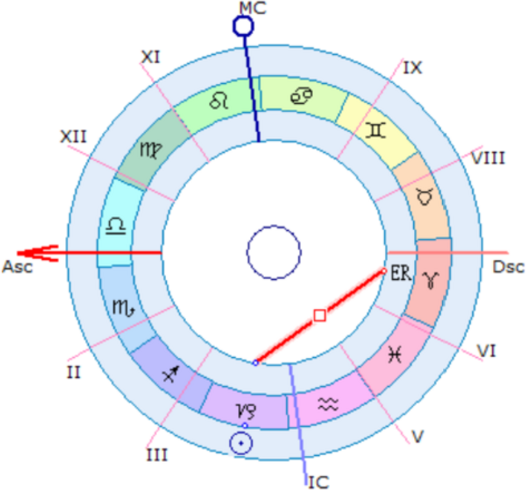 MC
XI
IX
♌
♋
XII
♍
♊
VIII
♎
♉
Asc
ER
♈
Dsc
♏
II
♐
♓
VI
♑
♒
III
☉
V
IC